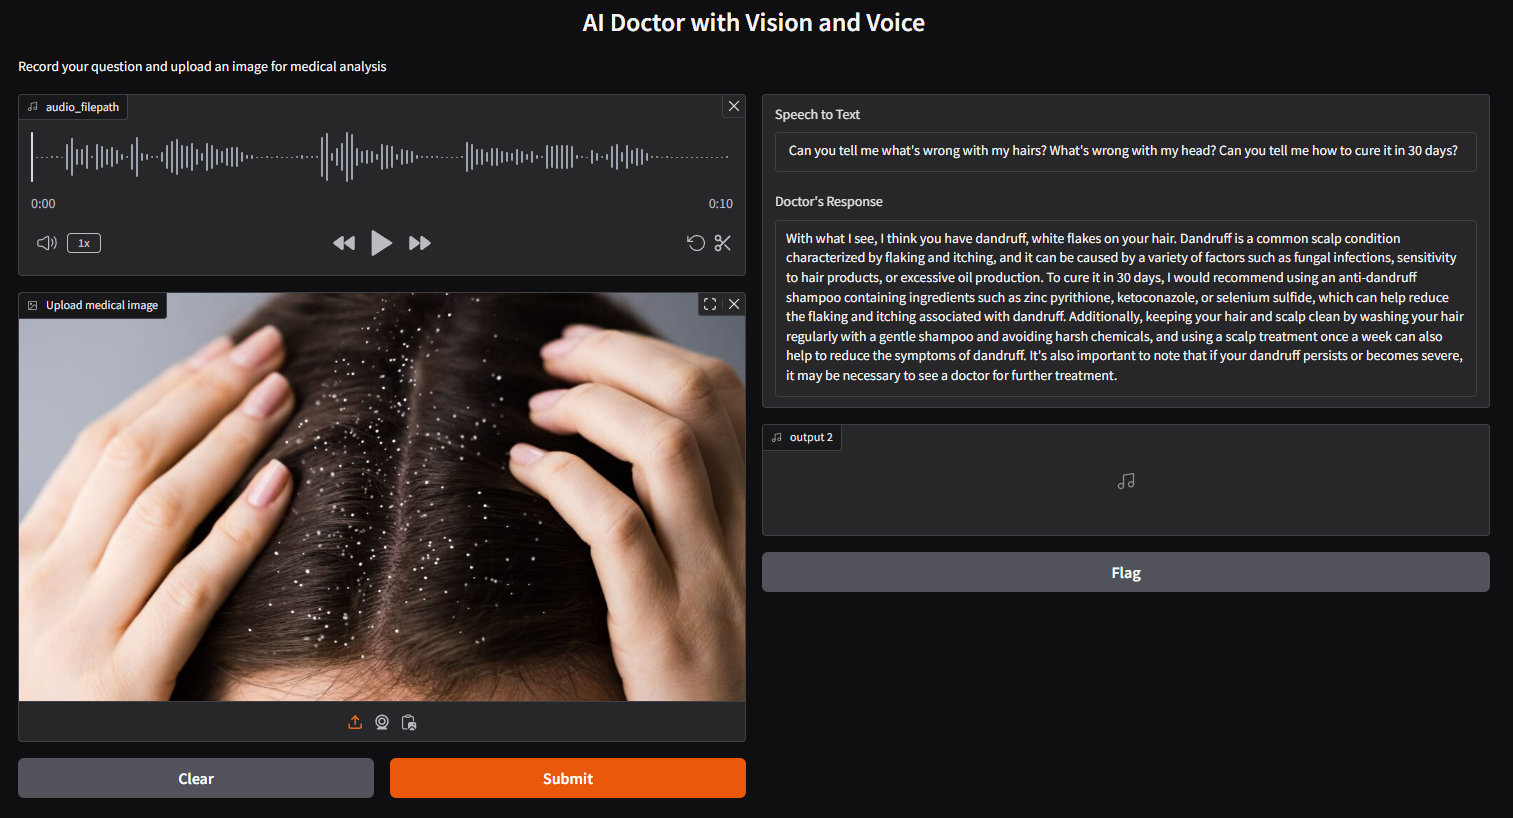 AI Doctor with Vision and Voice
Record your question and upload an image for medical analysis
audio_filepath
0:00
0:10
1x
Upload medical image
Clear
Submit
Speech to Text
Can you tell me what's wrong with my hairs? What's wrong with my head? Can you tell me how to cure it in 30 days?
Doctor's Response
With what I see, I think you have dandruff, white flakes on your hair. Dandruff is a common scalp condition
characterized by flaking and itching, and it can be caused by a variety of factors such as fungal infections, sensitivity
to hair products, or excessive oil production. To cure it in 30 days, I would recommend using an anti-dandruff
shampoo containing ingredients such as zinc pyrithione, ketoconazole, or selenium sulfide, which can help reduce
the flaking and itching associated with dandruff. Additionally, keeping your hair and scalp clean by washing your hair
regularly with a gentle shampoo and avoiding harsh chemicals, and using a scalp treatment once a week can also
help to reduce the symptoms of dandruff. It's also important to note that if your dandruff persists or becomes severe,
it may be necessary to see a doctor for further treatment.
output 2
Flag